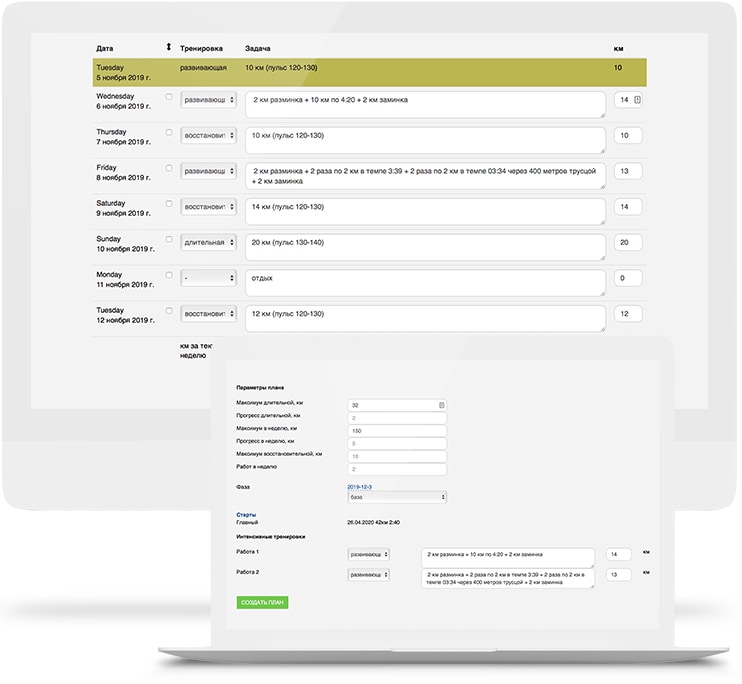 Дата ⬍ Тренировка Задача км
Tuesday развивающая 10 км (пульс 120-130) 10
5 ноября 2019 г.
Wednesday развивающ 2 км разминка + 10 км по 4:20 + 2 км заминка 14
6 ноября 2019 г.
Thursday восстовит 10 км (пульс 120-130) 10
7 ноября 2019 г.
Friday развивающ 2 км разминка + 2 раза по 2 км в темпе 3:39 + 2 раза по 2 км в темпе 03:34 через 400 метров трусцой 13
8 ноября 2019 г. + 2 км заминка
Saturday восстовит 14 км (пульс 120-130) 14
9 ноября 2019 г.
Sunday длительная 20 км (пульс 130-140) 20
10 ноября 2019 г.
Monday - отдых 0
11 ноября 2019 г.
Tuesday восстовит 12 км (пульс 120-130) 12
12 ноября 2019 г.
км за тек
неделю
Параметры плана
Максимум длительной, км 32
Прогресс длительной, км 2
Максимум в неделю, км 150
Прогресс в неделю, км 5
Максимум восстановительной, км 16
Работ в неделю 2
Фаза 2019-12-3
база
Старты
Главный 26.04.2020 42км 2:40
Интенсивные тренировки
Работа 1 развивающ 2 км разминка + 10 км по 4:20 + 2 км заминка 14 км
Работа 2 развивающ 2 км разминка + 2 раза по 2 км в темпе 3:39 + 2 раза по 2 км в 13 км
темпе 03:34 через 400 метров трусцой + 2 км заминка
СОЗДАТЬ ПЛАН